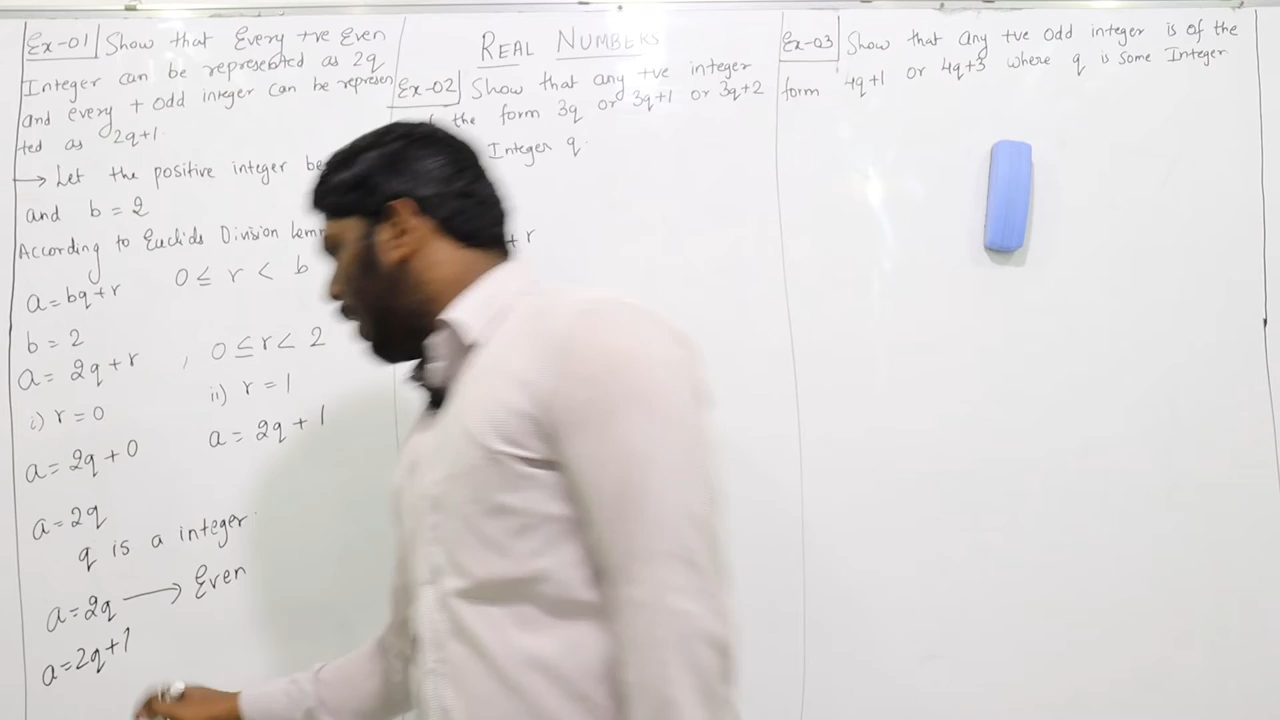 Ex-01 Show that Every +ve Even
Integer can be represented as 2q
and every + odd integer can be represen
ted as 2q+1.
→ Let the positive integer be
and b = 2
According to Euclids Division Lemm
+ r
0 ≤ r < b
a = bq+r
b = 2
a = 2q+r , 0 ≤ r < 2
i) r = 0
ii) r = 1
a = 2q + 0
a = 2q + 1
a = 2q
q is a integer.
a = 2q → Even
a = 2q+1
REAL NUMBERS
Ex-02 Show that any +ve integer
the form 3q or 3q+1 or 3q+2
Integer q.
Ex-03 Show that any +ve odd integer is of the
form 4q+1 or 4q+3 where q is some Integer